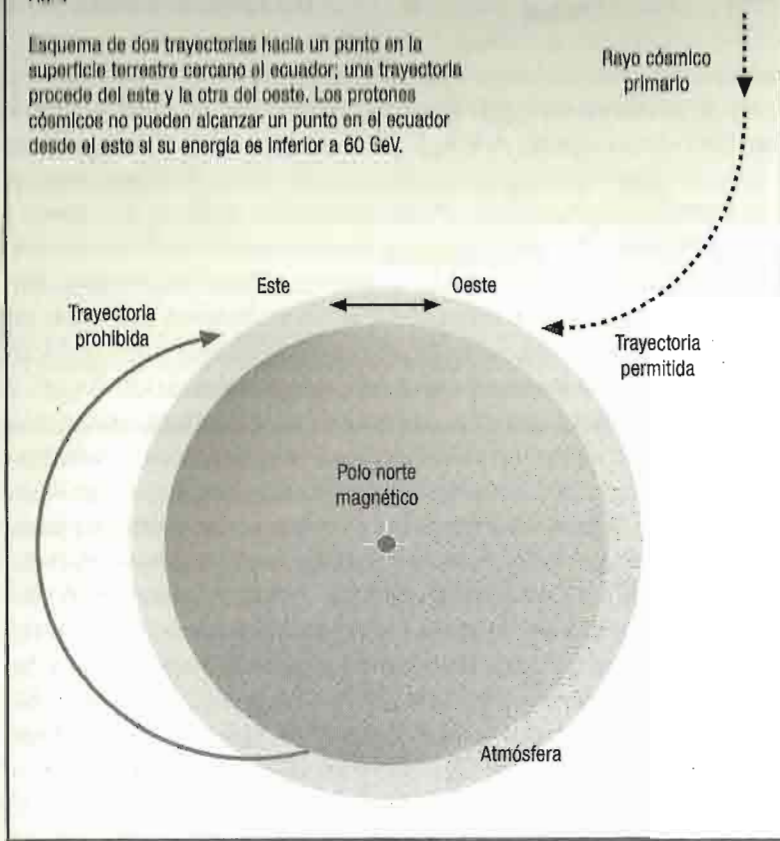 Esquema de dos trayectorias hacia un punto en la
superficie terrestre cercano al ecuador; una trayectoria
procede del este y la otra del oeste. Los protones
cósmicos no pueden alcanzar un punto en el ecuador
desde el este si su energía es inferior a 60 GeV.
Rayo cósmico
primario
Este
Oeste
Trayectoria
prohibida
Trayectoria
permitida
Polo norte
magnético
Atmósfera